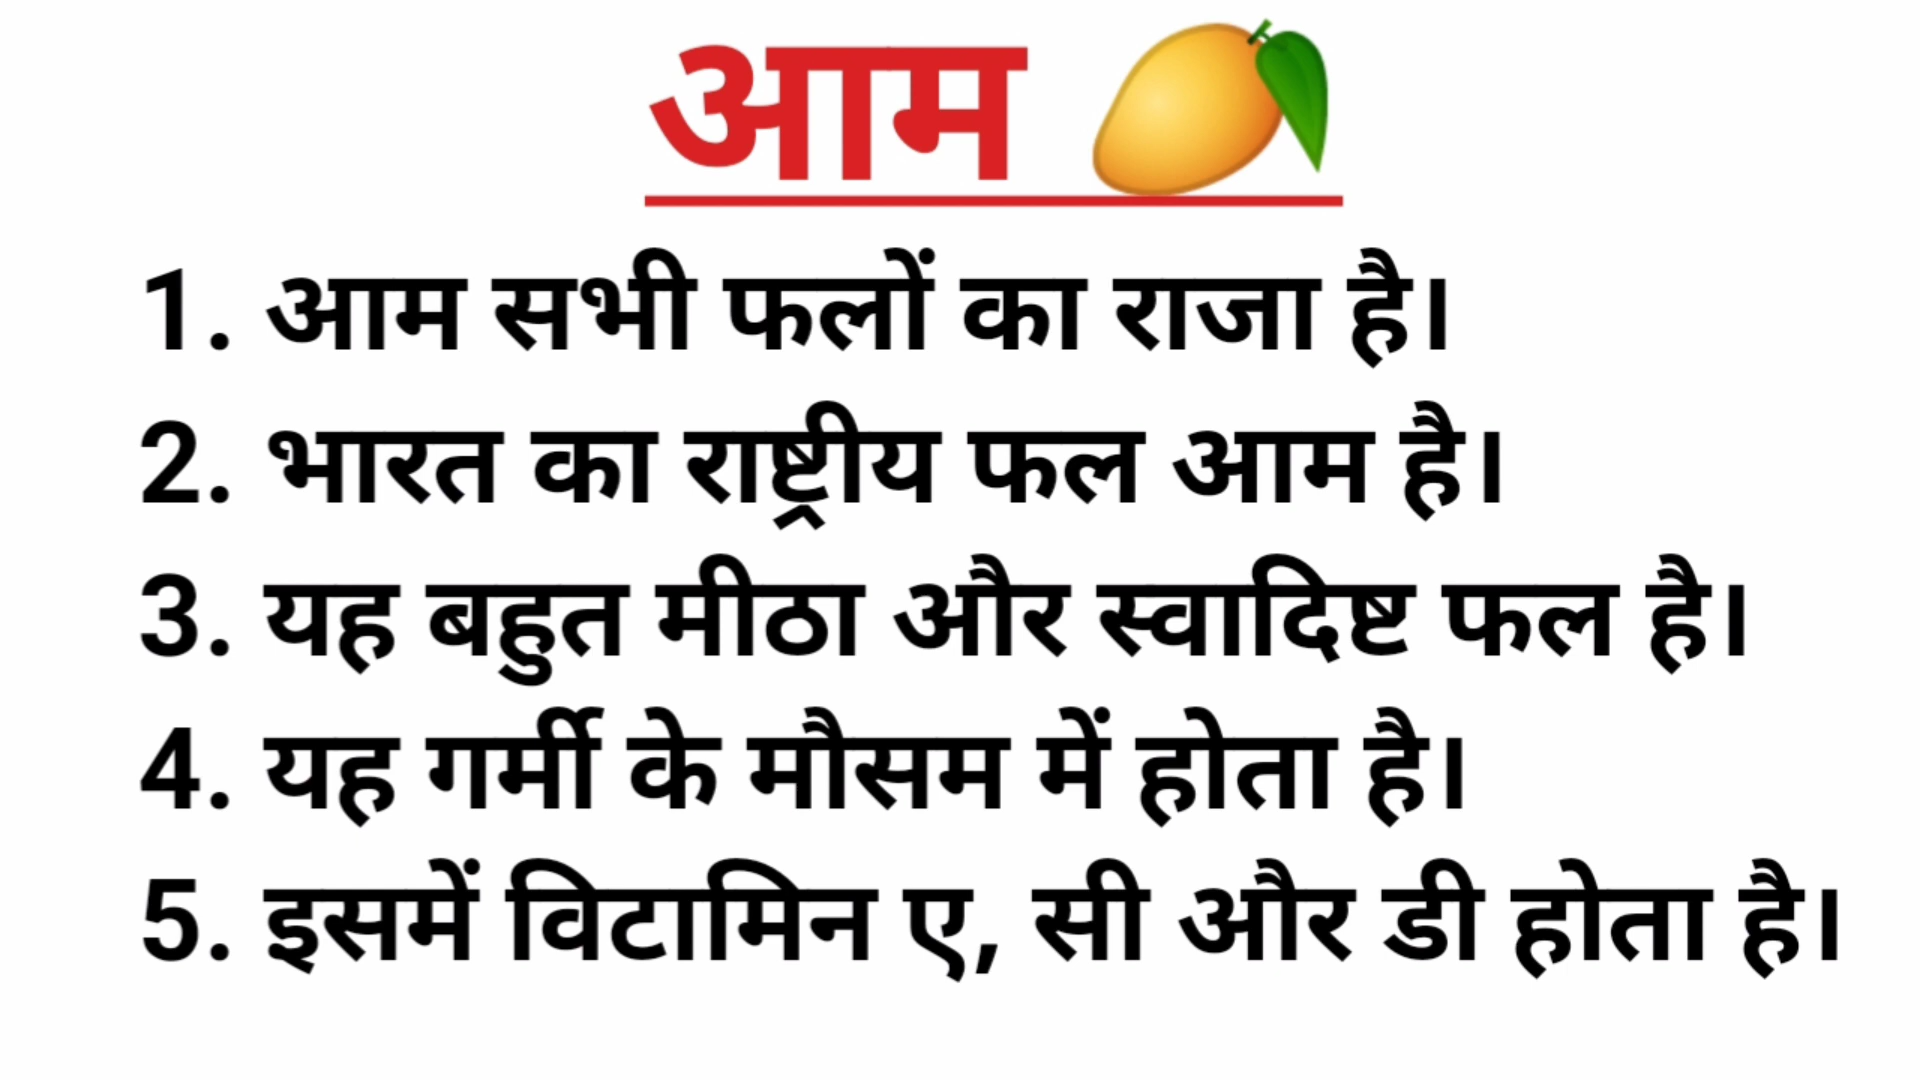 आम
1. आम सभी फलों का राजा है।
2. भारत का राष्ट्रीय फल आम है।
3. यह बहुत मीठा और स्वादिष्ट फल है।
4. यह गर्मी के मौसम में होता है।
5. इसमें विटामिन ए, सी और डी होता है।